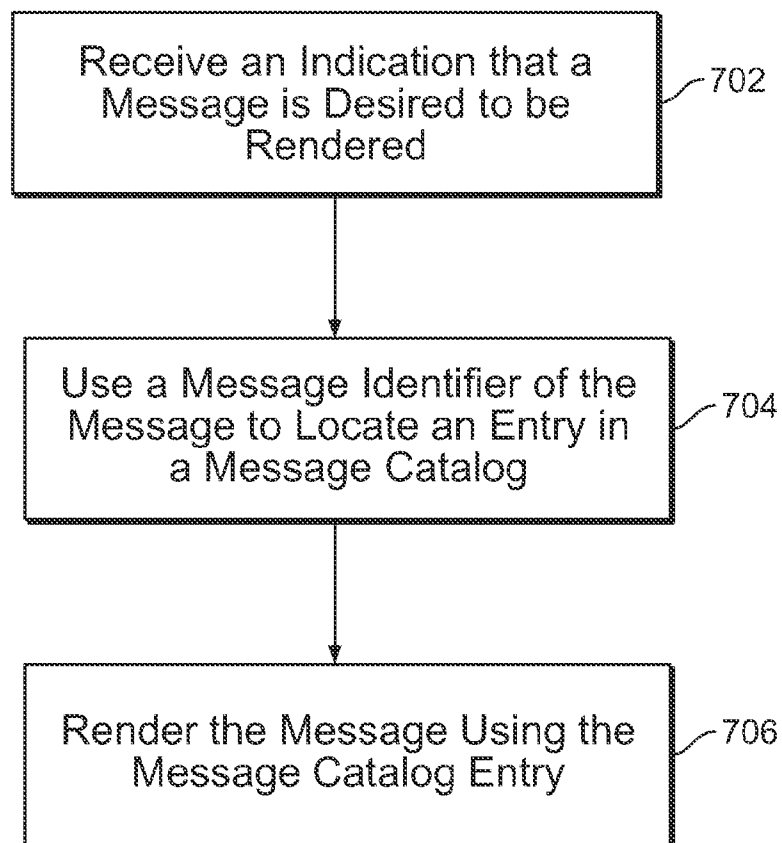 Receive an Indication that a
Message is Desired to be
Rendered
702
Use a Message Identifier of the
Message to Locate an Entry in
a Message Catalog
704
Render the Message Using the
Message Catalog Entry
706